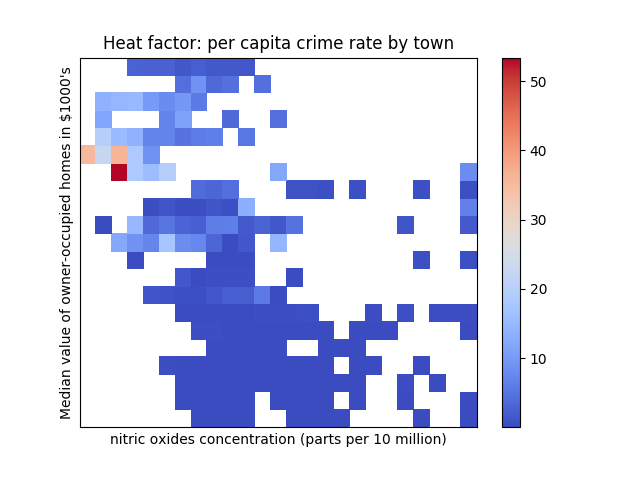 Heat factor: per capita crime rate by town
Median value of owner-occupied homes in $1000's
nitric oxides concentration (parts per 10 million)
50
40
30
20
10